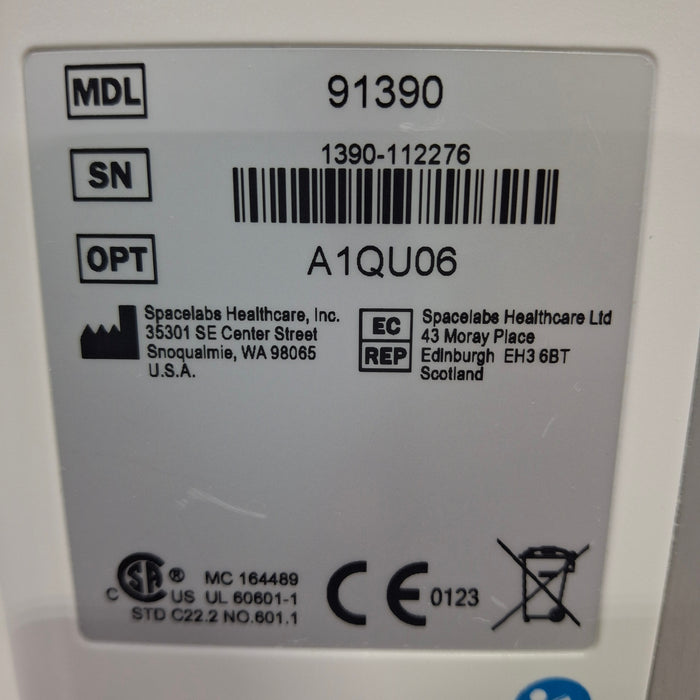 MDL 91390
SN 1390-112276
OPT A1QU06
Spacelabs Healthcare, Inc.
35301 SE Center Street
Snoqualmie, WA 98065
U.S.A.
EC REP
Spacelabs Healthcare Ltd
43 Moray Place
Edinburgh EH3 6BT
Scotland
C SA ® US
MC 164489
UL 60601-1
STD C22.2 NO.601.1
CE 0123